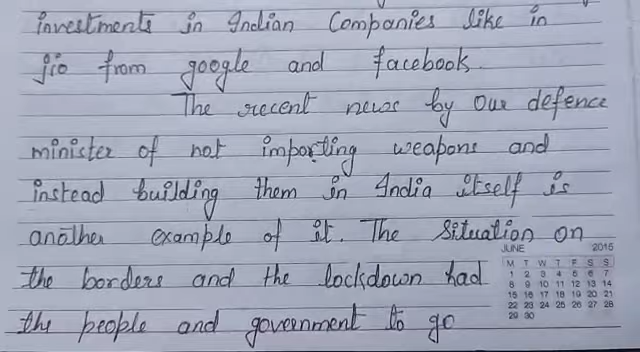 investments in Indian Companies like in
jio from google and facebook.
The recent news by our defence
minister of not importing weapons and
instead building them in India itself is
another example of it. The situation on
the borders and the lockdown had
the people and government to go
JUNE 2015
M T W T F S S
1 2 3 4 5 6 7
8 9 10 11 12 13 14
15 16 17 18 19 20 21
22 23 24 25 26 27 28
29 30